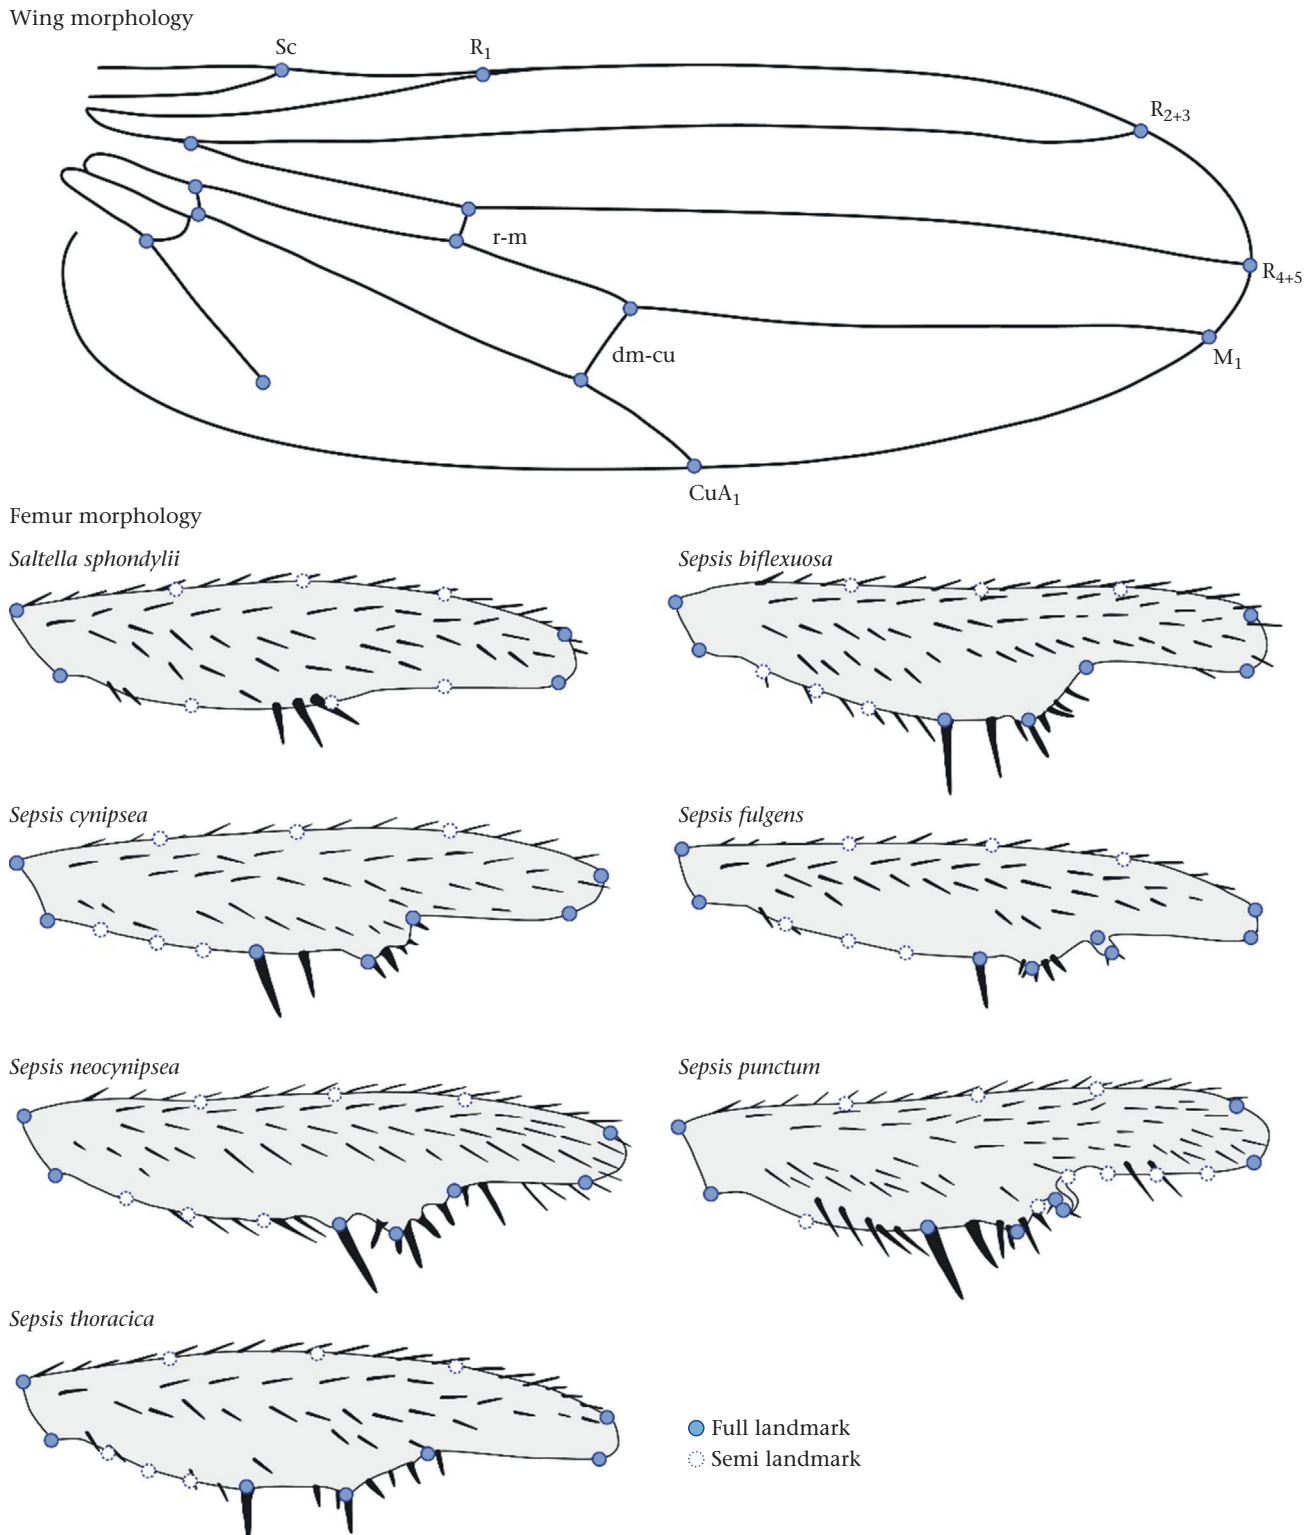 Wing morphology
Sc
R1
R2+3
R4+5
r-m
M1
dm-cu
CuA1
Femur morphology
Saltella sphondylii
Sepsis biflexuosa
Sepsis cynipsea
Sepsis fulgens
Sepsis neocynipsea
Sepsis punctum
Sepsis thoracica
Full landmark
Semi landmark